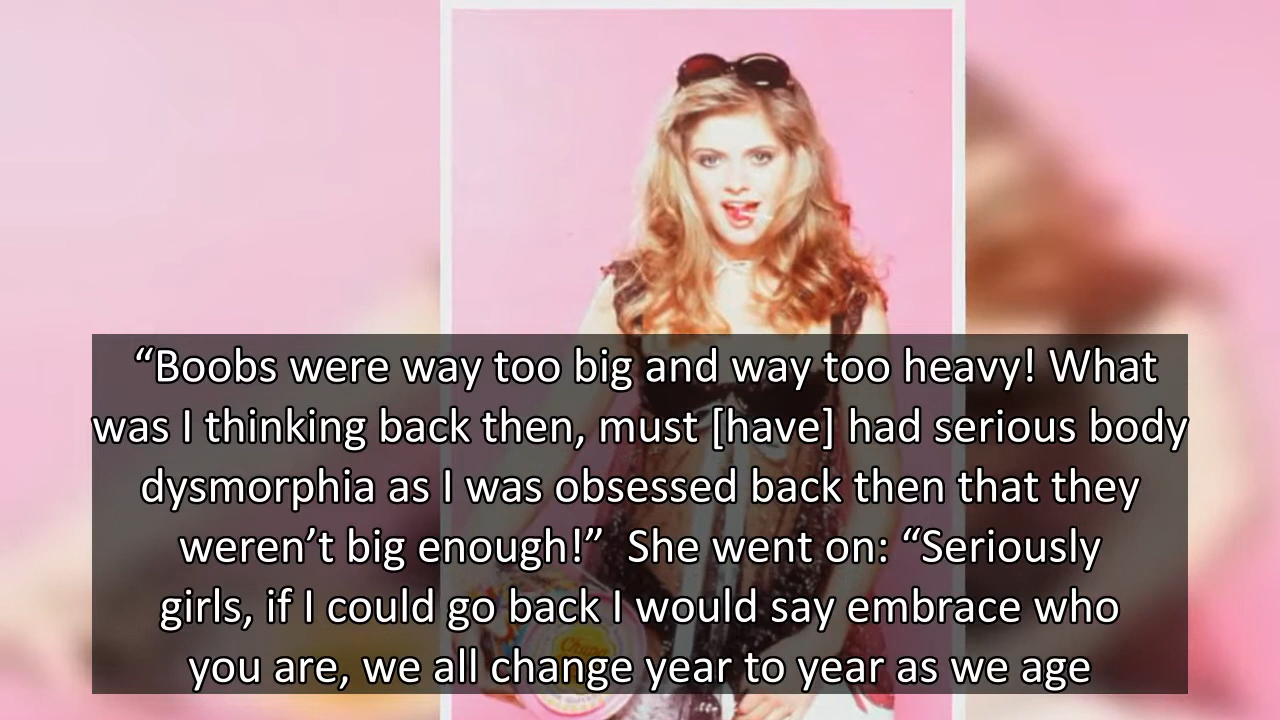 “Boobs were way too big and way too heavy! What
was I thinking back then, must [have] had serious body
dysmorphia as I was obsessed back then that they
weren’t big enough!”  She went on: “Seriously
girls, if I could go back I would say embrace who
you are, we all change year to year as we age
Chupa